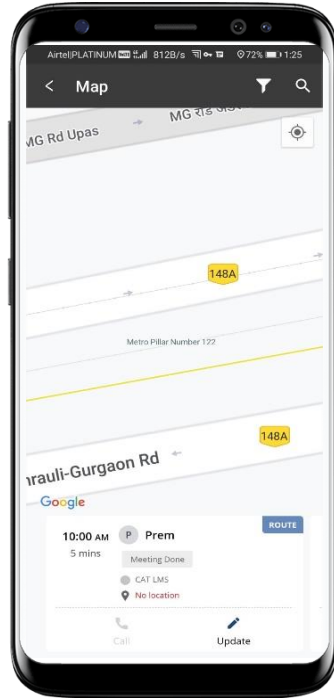 Airtel|PLATINUM 812B/s 72% 1:25
Map
MG Rd Upas
MG रोड
148A
Metro Pillar Number 122
148A
hrauli-Gurgaon Rd
Google
10:00 AM P Prem ROUTE
5 mins Meeting Done
CAT LMS
No location
Call Update